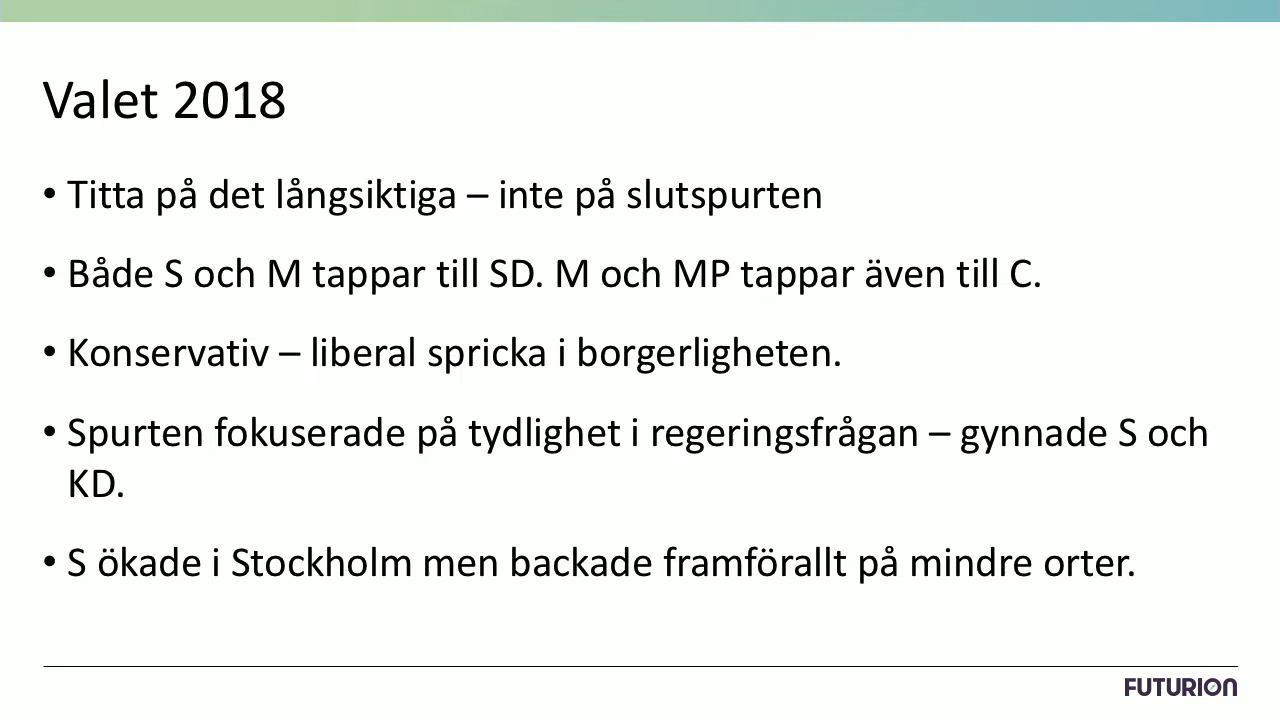 Valet 2018
• Titta på det långsiktiga – inte på slutspurten
• Både S och M tappar till SD. M och MP tappar även till C.
• Konservativ – liberal spricka i borgerligheten.
• Spurten fokuserade på tydlighet i regeringsfrågan – gynnade S och
KD.
• S ökade i Stockholm men backade framförallt på mindre orter.
FUTURION